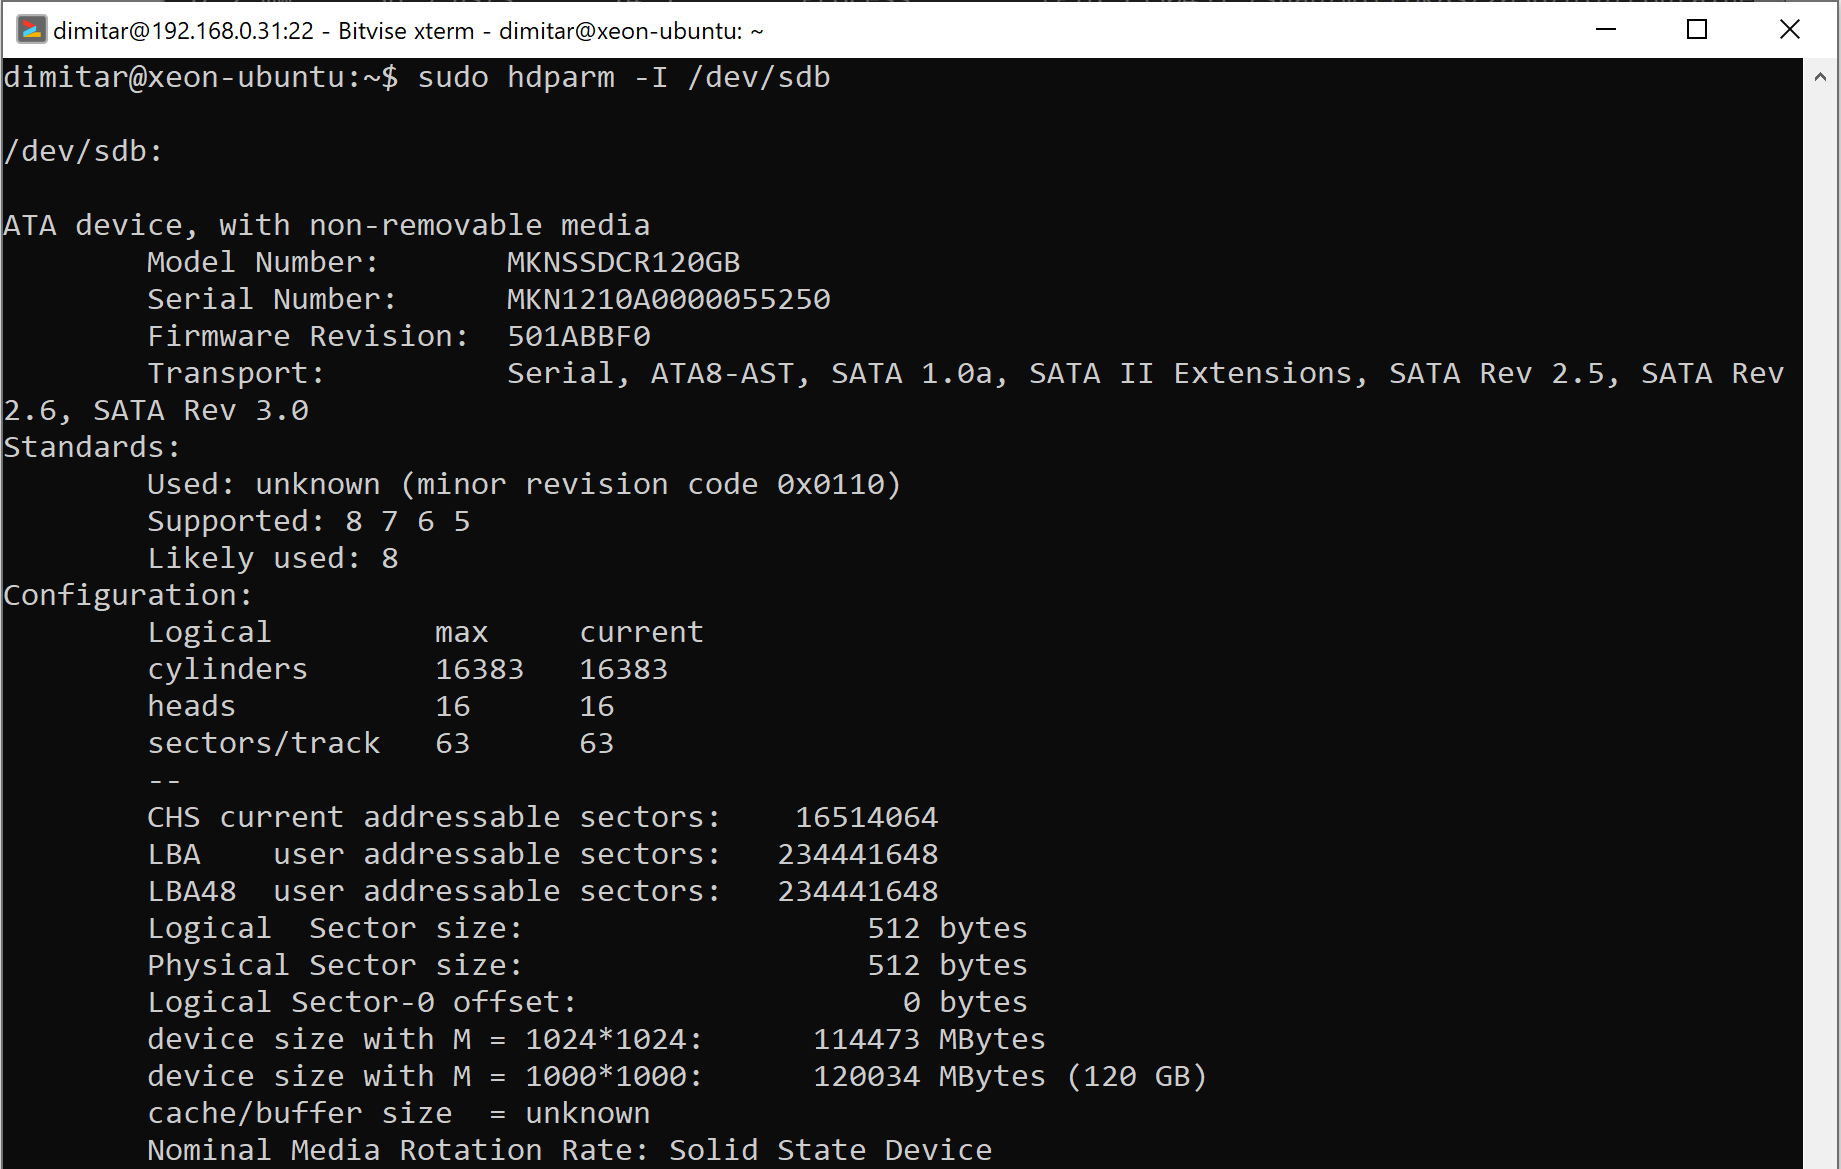 dimitar@192.168.0.31:22 - Bitvise xterm - dimitar@xeon-ubuntu: ~
dimitar@xeon-ubuntu:~$ sudo hdparm -I /dev/sdb
/dev/sdb:
ATA device, with non-removable media
Model Number: MKNSSDCR120GB
Serial Number: MKN1210A0000055250
Firmware Revision: 501ABBF0
Transport: Serial, ATA8-AST, SATA 1.0a, SATA II Extensions, SATA Rev 2.5, SATA Rev
2.6, SATA Rev 3.0
Standards:
Used: unknown (minor revision code 0x0110)
Supported: 8 7 6 5
Likely used: 8
Configuration:
Logical max current
cylinders 16383 16383
heads 16 16
sectors/track 63 63
--
CHS current addressable sectors: 16514064
LBA user addressable sectors: 234441648
LBA48 user addressable sectors: 234441648
Logical Sector size: 512 bytes
Physical Sector size: 512 bytes
Logical Sector-0 offset: 0 bytes
device size with M = 1024*1024: 114473 MBytes
device size with M = 1000*1000: 120034 MBytes (120 GB)
cache/buffer size = unknown
Nominal Media Rotation Rate: Solid State Device